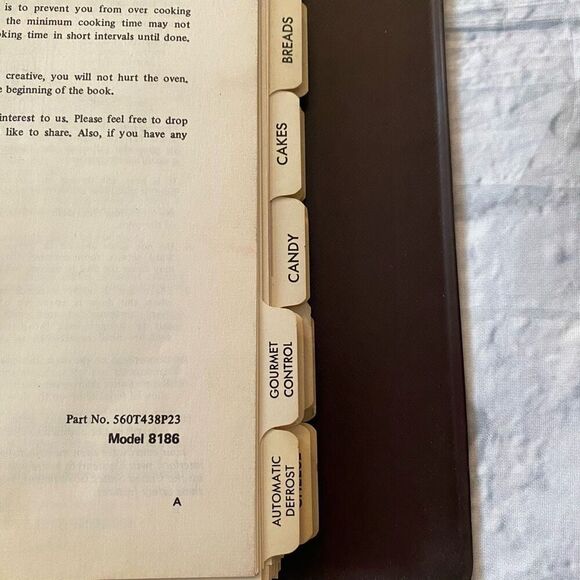 is to prevent you from over cooking
the minimum cooking time may not
king time in short intervals until done.
creative, you will not hurt the oven.
beginning of the book.
interest to us. Please feel free to drop
like to share. Also, if you have any
Part No. 560T438P23
Model 8186
A
BREADS
CAKES
CANDY
GOURMET
CONTROL
AUTOMATIC
DEFROST